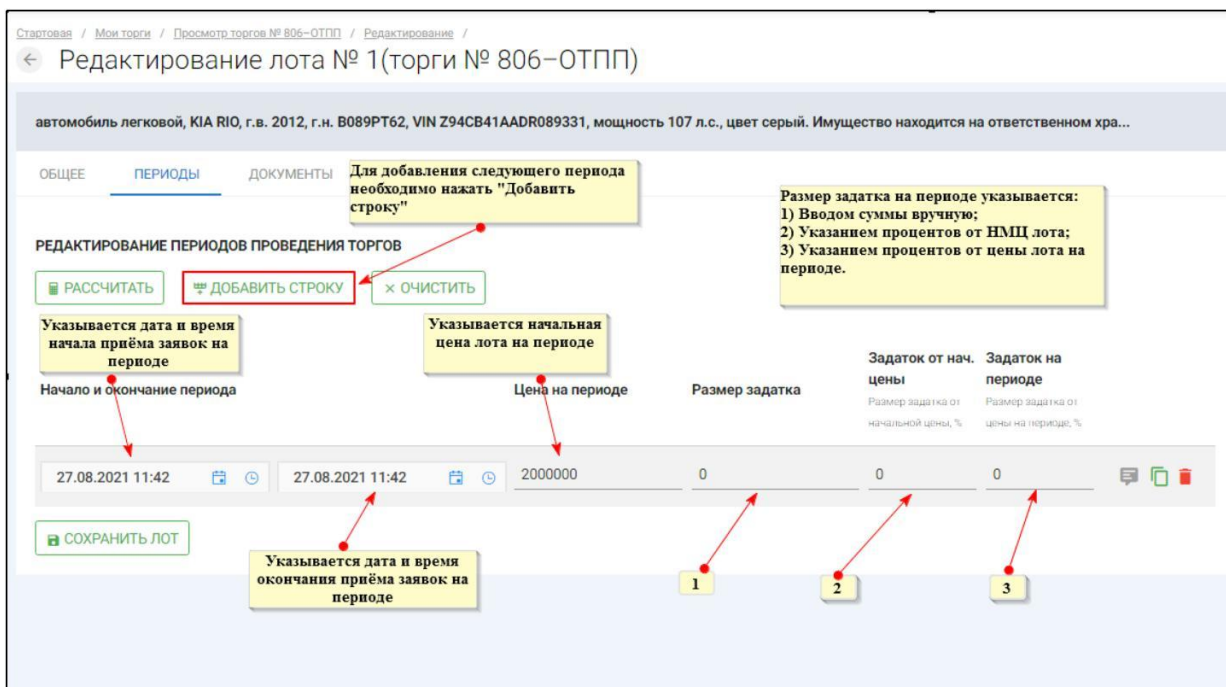 Стартовая / Мои торги / Просмотр торгов № 806-ОТПП / Редактирование /
Редактирование лота № 1(торги № 806-ОТПП)
автомобиль легковой, KIA RIO, г.в. 2012, г.н. В089РТ62, VIN Z94CB41AADR089331, мощность 107 л.с., цвет серый. Имущество находится на ответственном хра...
ОБЩЕЕ ПЕРИОДЫ ДОКУМЕНТЫ
Для добавления следующего периода
необходимо нажать "Добавить
строку"
Размер задатка на периоде указывается:
1) Вводом суммы вручную;
2) Указанием процентов от НМЦ лота;
3) Указанием процентов от цены лота на
периоде.
РЕДАКТИРОВАНИЕ ПЕРИОДОВ ПРОВЕДЕНИЯ ТОРГОВ
РАССЧИТАТЬ ДОБАВИТЬ СТРОКУ × ОЧИСТИТЬ
Указывается дата и время
начала приёма заявок на
периоде
Указывается начальная
цена лота на периоде
Начало и окончание периода
Цена на периоде
Размер задатка
Задаток от нач.
цены
Размер задатка от
начальной цены, %
Задаток на
периоде
Размер задатка от
цены на периоде, %
27.08.2021 11:42 27.08.2021 11:42 2000000 0 0 0
СОХРАНИТЬ ЛОТ
Указывается дата и время
окончания приёма заявок на
периоде
1
2
3